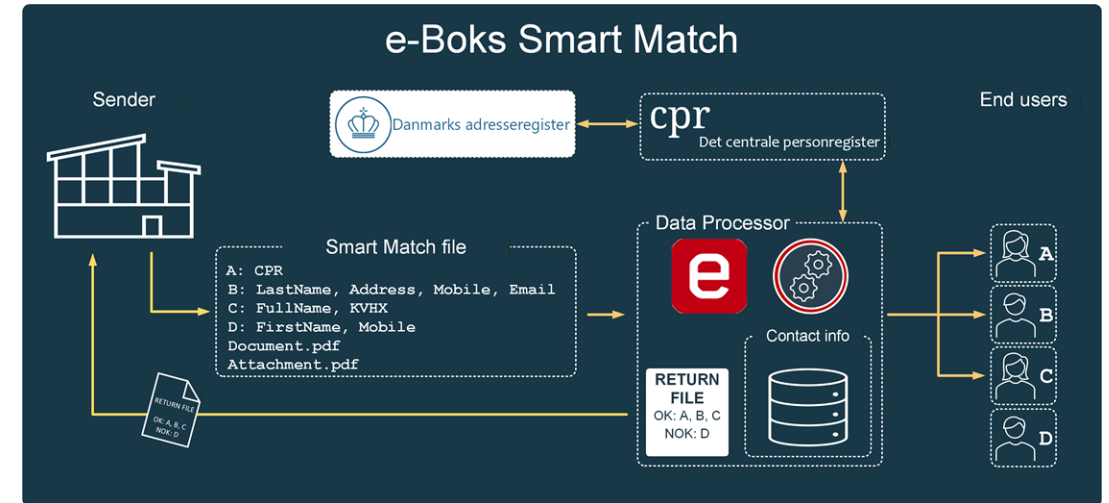 e-Boks Smart Match
Sender
Danmarks adresseregister
cpr
Det centrale personregister
End users
Smart Match file
A: CPR
B: LastName, Address, Mobile, Email
C: FullName, KVHX
D: FirstName, Mobile
Document.pdf
Attachment.pdf
Data Processor
e
Contact info
RETURN
FILE
OK: A, B, C
NOK: D
RETURN FILE
OK: A, B, C
NOK: D
A
B
C
D